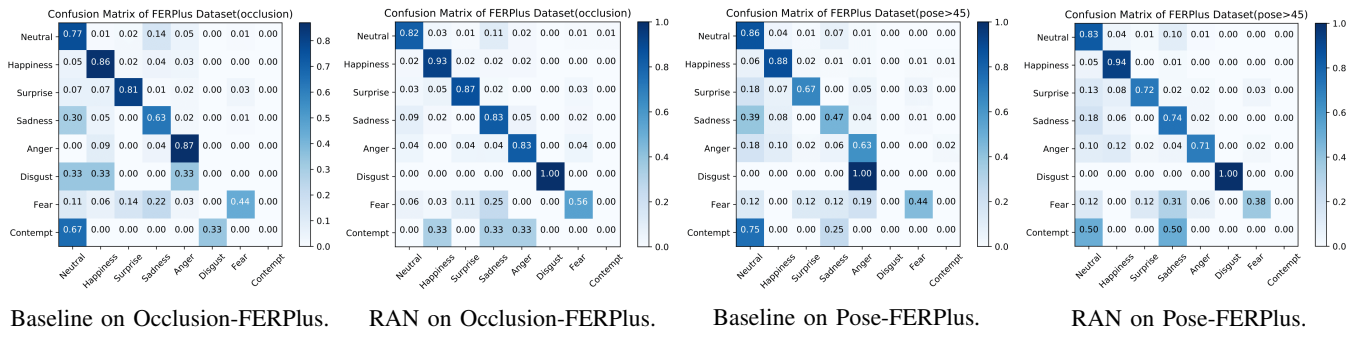 Confusion Matrix of FERPlus Dataset(occlusion)
Neutral 0.77 0.01 0.02 0.14 0.05 0.00 0.01 0.00
Happiness 0.05 0.86 0.02 0.04 0.03 0.00 0.01 0.00
Surprise 0.07 0.07 0.81 0.01 0.02 0.00 0.03 0.00
Sadness 0.30 0.05 0.00 0.63 0.02 0.00 0.01 0.00
Anger 0.00 0.09 0.00 0.04 0.87 0.00 0.00 0.00
Disgust 0.33 0.33 0.00 0.00 0.33 0.00 0.00 0.00
Fear 0.11 0.06 0.14 0.22 0.03 0.00 0.44 0.00
Contempt 0.67 0.00 0.00 0.00 0.00 0.33 0.00 0.00
Neutral Happiness Surprise Sadness Anger Disgust Fear Contempt
0.8
0.7
0.6
0.5
0.4
0.3
0.2
0.1
0.0
Baseline on Occlusion-FERPlus.
Confusion Matrix of FERPlus Dataset(occlusion)
Neutral 0.82 0.03 0.01 0.11 0.02 0.00 0.01 0.01
Happiness 0.02 0.93 0.02 0.02 0.01 0.00 0.00 0.00
Surprise 0.03 0.05 0.87 0.01 0.01 0.00 0.03 0.00
Sadness 0.09 0.02 0.00 0.83 0.05 0.00 0.02 0.00
Anger 0.04 0.04 0.00 0.04 0.83 0.00 0.04 0.00
Disgust 0.00 0.00 0.00 0.00 0.00 1.00 0.00 0.00
Fear 0.06 0.03 0.11 0.25 0.00 0.00 0.56 0.00
Contempt 0.00 0.33 0.00 0.33 0.33 0.00 0.00 0.00
Neutral Happiness Surprise Sadness Anger Disgust Fear Contempt
1.0
0.8
0.6
0.4
0.2
0.0
RAN on Occlusion-FERPlus.
Confusion Matrix of FERPlus Dataset(pose>45)
Neutral 0.86 0.04 0.01 0.07 0.01 0.00 0.00 0.00
Happiness 0.06 0.88 0.02 0.02 0.01 0.00 0.00 0.00
Surprise 0.18 0.07 0.67 0.01 0.04 0.00 0.03 0.00
Sadness 0.39 0.08 0.00 0.47 0.05 0.00 0.02 0.00
Anger 0.18 0.10 0.02 0.06 0.63 0.00 0.00 0.02
Disgust 0.00 0.00 0.00 0.00 1.00 0.00 0.00 0.00
Fear 0.12 0.00 0.12 0.12 0.19 0.00 0.44 0.00
Contempt 0.75 0.00 0.00 0.25 0.00 0.00 0.00 0.00
Neutral Happiness Surprise Sadness Anger Disgust Fear Contempt
1.0
0.8
0.6
0.4
0.2
0.0
Baseline on Pose-FERPlus.
Confusion Matrix of FERPlus Dataset(pose>45)
Neutral 0.83 0.04 0.01 0.10 0.01 0.00 0.00 0.00
Happiness 0.05 0.94 0.00 0.01 0.00 0.00 0.00 0.00
Surprise 0.13 0.08 0.72 0.02 0.02 0.00 0.03 0.00
Sadness 0.18 0.06 0.00 0.74 0.02 0.00 0.00 0.00
Anger 0.10 0.12 0.02 0.04 0.71 0.00 0.00 0.00
Disgust 0.00 0.00 0.00 0.00 0.00 1.00 0.00 0.00
Fear 0.12 0.00 0.12 0.31 0.06 0.00 0.38 0.00
Contempt 0.50 0.00 0.00 0.50 0.00 0.00 0.00 0.00
Neutral Happiness Surprise Sadness Anger Disgust Fear Contempt
1.0
0.8
0.6
0.4
0.2
0.0
RAN on Pose-FERPlus.